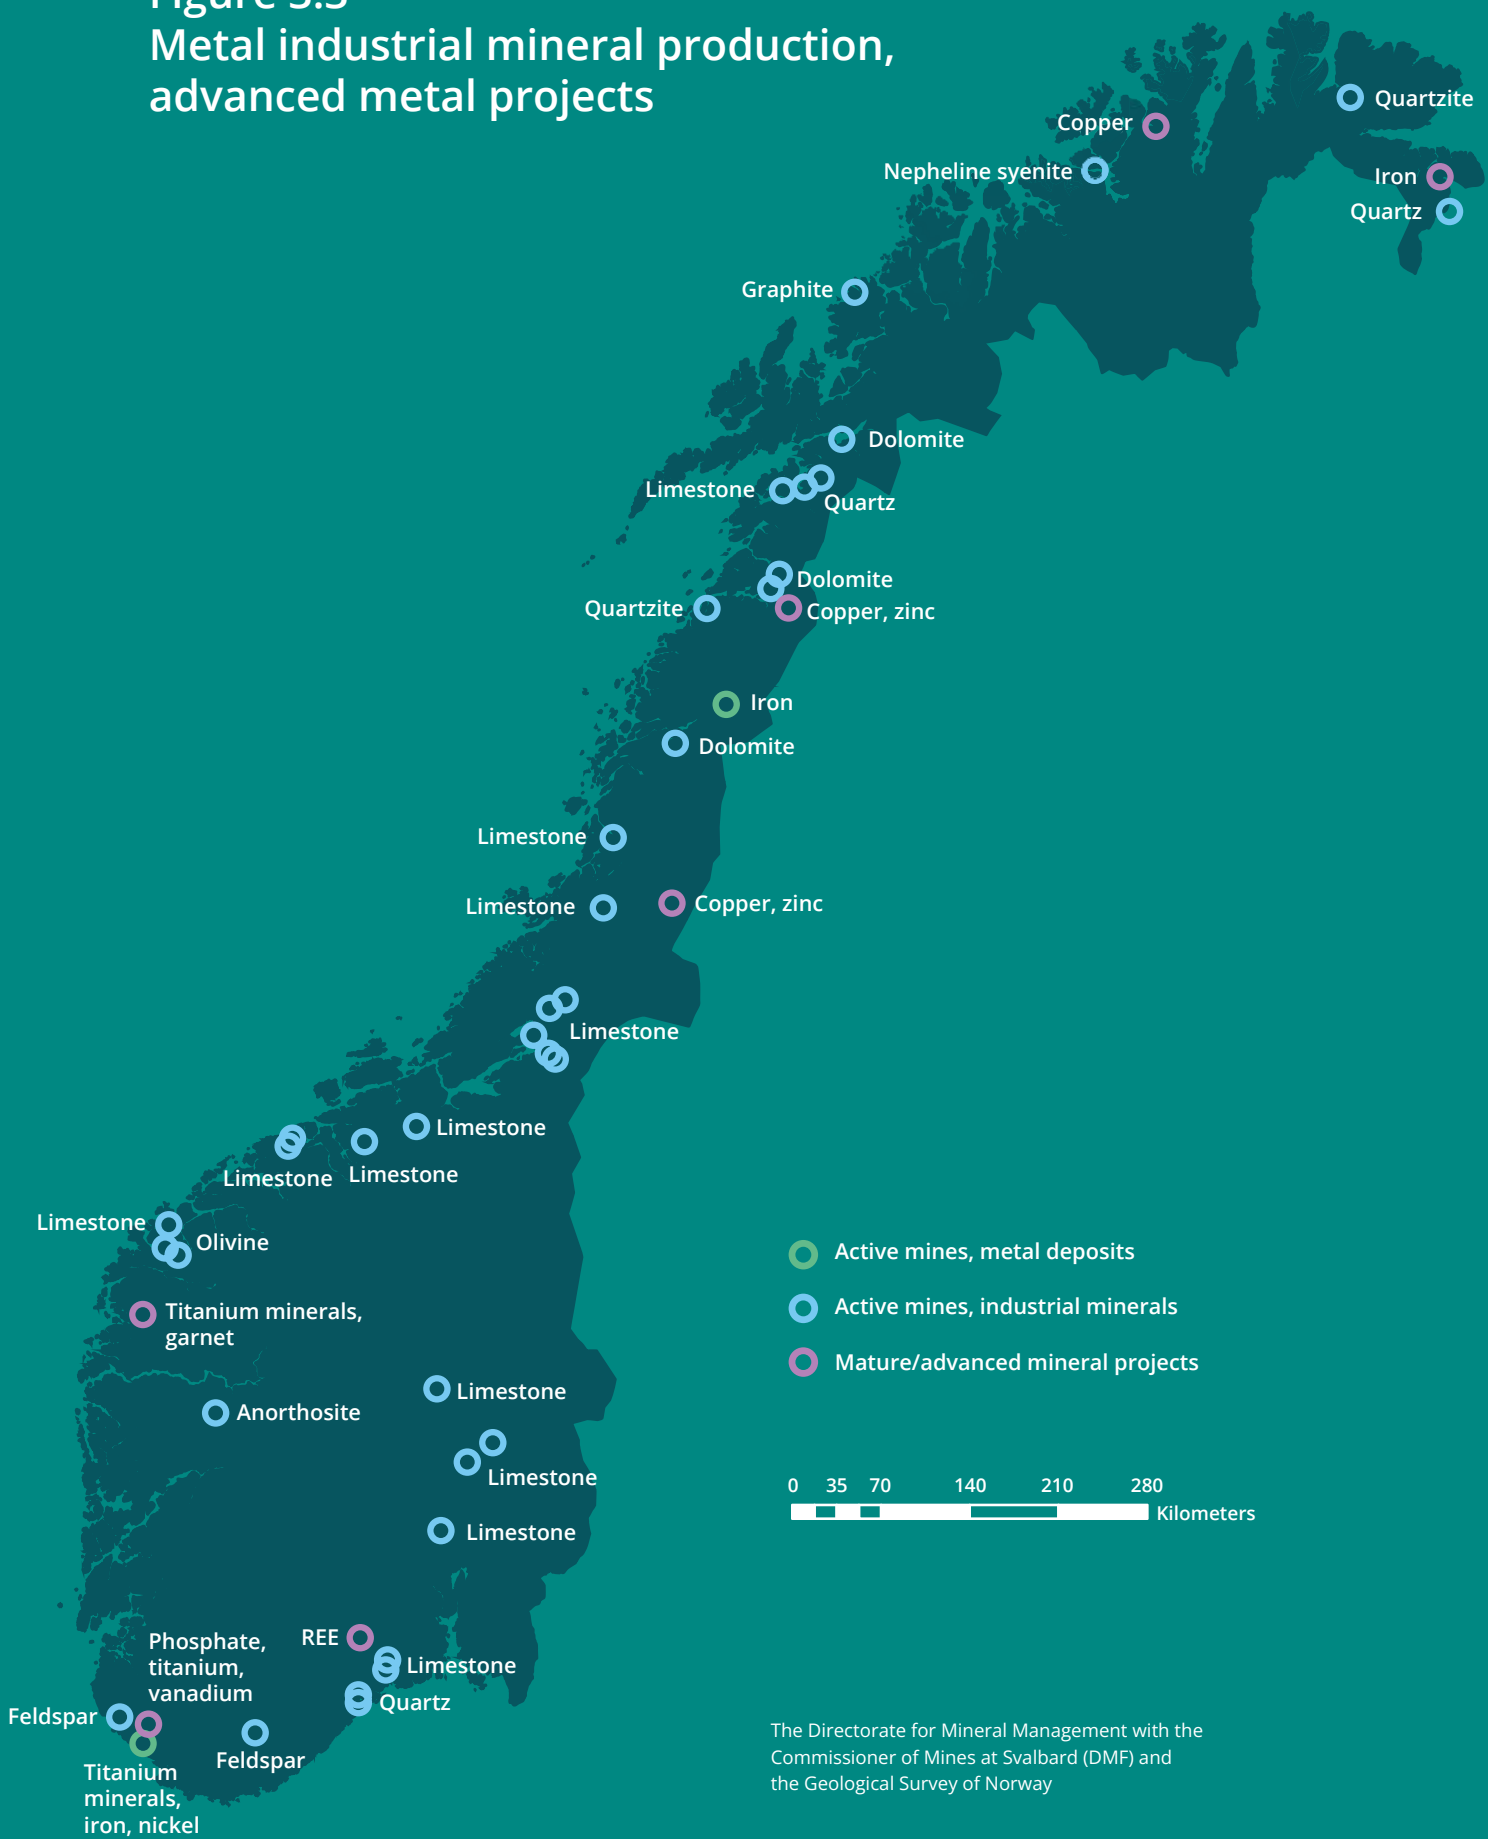 Figure 3.3
Metal industrial mineral production,
advanced metal projects
Quartzite
Copper
Nepheline syenite
Iron
Quartz
Graphite
Dolomite
Limestone
Quartz
Dolomite
Quartzite
Copper, zinc
Iron
Dolomite
Limestone
Limestone
Copper, zinc
Limestone
Limestone
Limestone
Limestone
Limestone
Olivine
Titanium minerals,
garnet
Limestone
Anorthosite
Limestone
Limestone
REE
Phosphate,
titanium,
vanadium
Limestone
Quartz
Feldspar
Feldspar
Titanium
minerals,
iron, nickel
Active mines, metal deposits
Active mines, industrial minerals
Mature/advanced mineral projects
0 35 70 140 210 280
Kilometers
The Directorate for Mineral Management with the
Commissioner of Mines at Svalbard (DMF) and
the Geological Survey of Norway